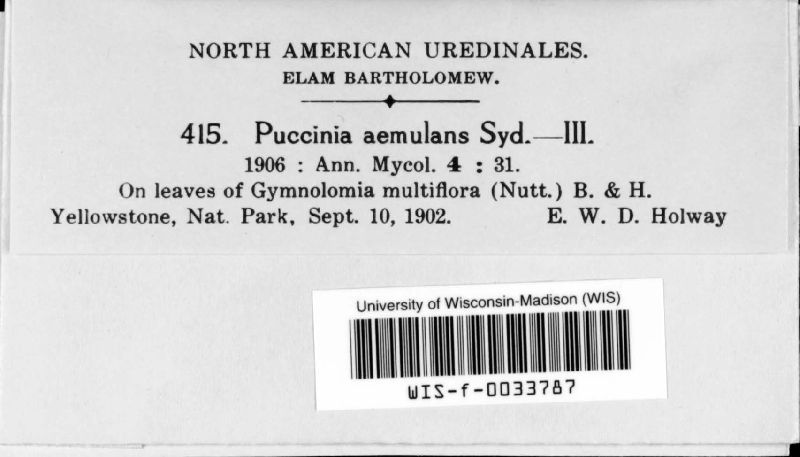 NORTH AMERICAN UREDINALES.
ELAM BARTHOLOMEW.
415. Puccinia aemulans Syd.—III.
1906 : Ann. Mycol. 4 : 31.
On leaves of Gymnolomia multiflora (Nutt.) B. & H.
Yellowstone, Nat. Park, Sept. 10, 1902. E. W. D. Holway
University of Wisconsin-Madison (WIS)
WIS-f-0033787